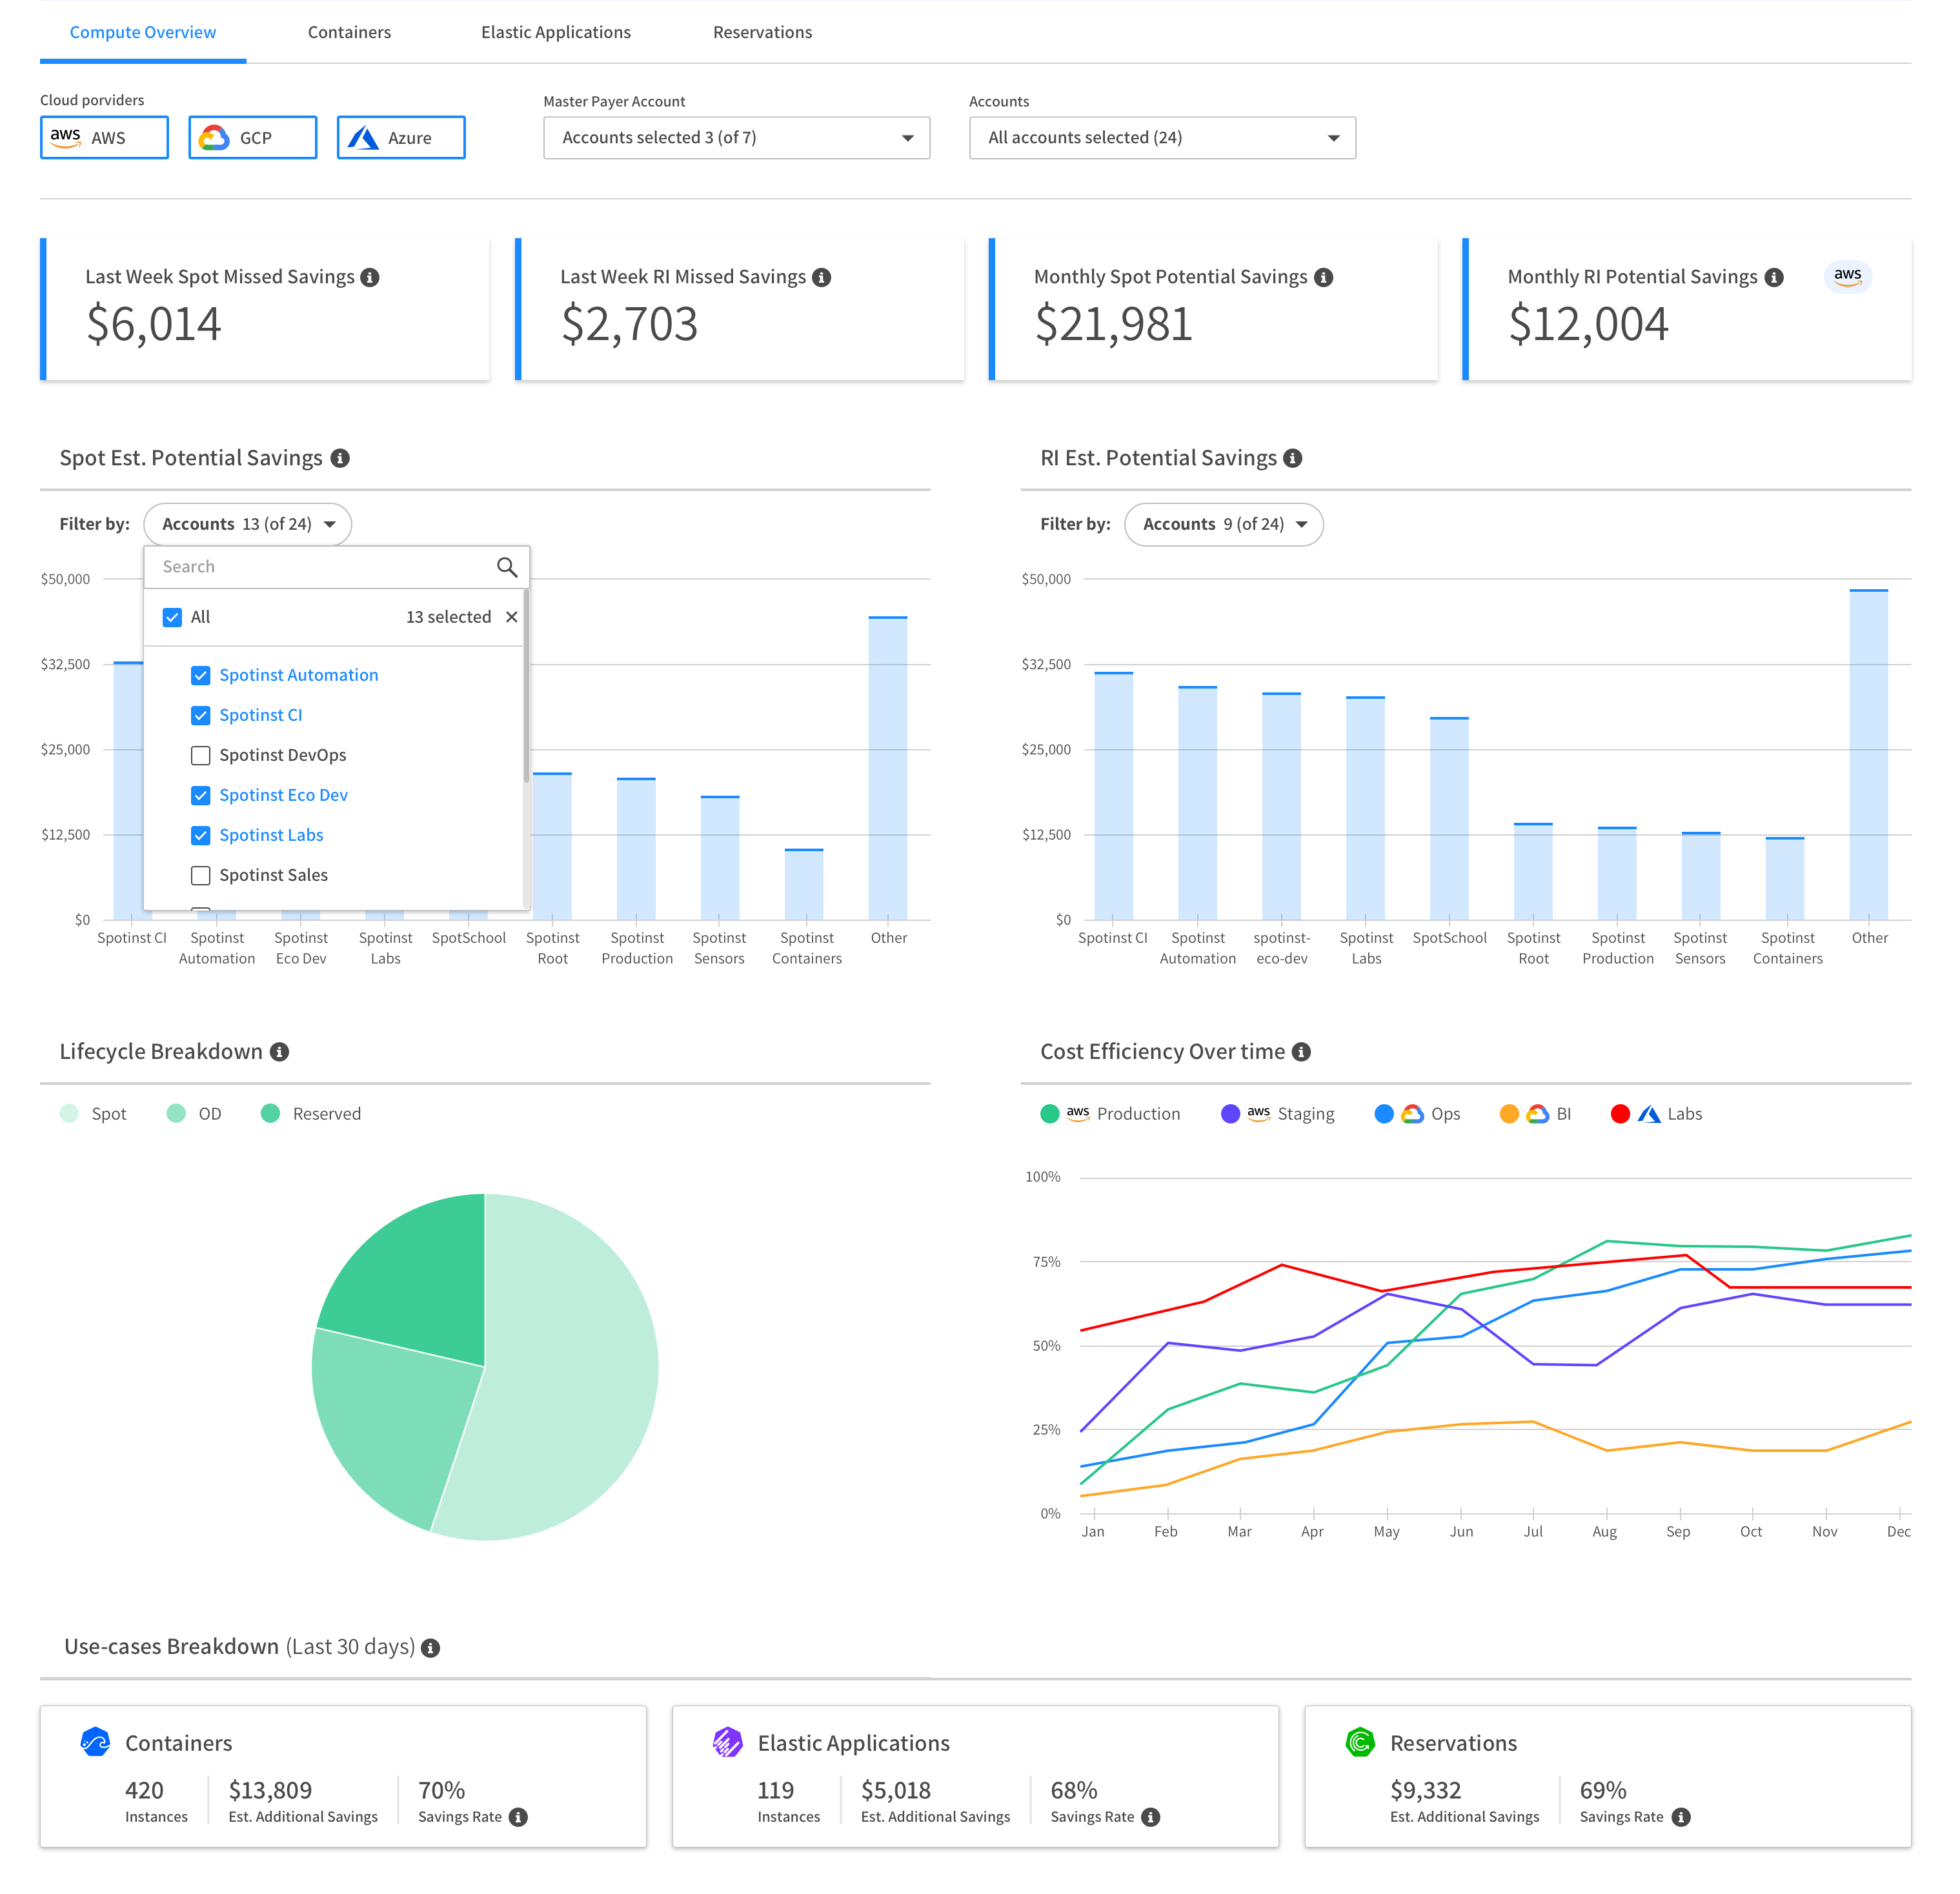 Compute Overview Containers Elastic Applications Reservations
Cloud porviders Master Payer Account Accounts
aws AWS GCP Azure Accounts selected 3 (of 7) All accounts selected (24)
Last Week Spot Missed Savings
$6,014
Last Week RI Missed Savings
$2,703
Monthly Spot Potential Savings
$21,981
Monthly RI Potential Savings aws
$12,004
Spot Est. Potential Savings
Filter by: Accounts 13 (of 24)
Search
All 13 selected
Spotinst Automation
Spotinst CI
Spotinst DevOps
Spotinst Eco Dev
Spotinst Labs
Spotinst Sales
$50,000
$32,500
$25,000
$12,500
$0
Spotinst CI
Spotinst
Automation
Spotinst
Eco Dev
Spotinst
Labs
SpotSchool
Spotinst
Root
Spotinst
Production
Spotinst
Sensors
Spotinst
Containers
Other
RI Est. Potential Savings
Filter by: Accounts 9 (of 24)
$50,000
$32,500
$25,000
$12,500
$0
Spotinst CI
Spotinst
Automation
spotinst-
eco-dev
Spotinst
Labs
SpotSchool
Spotinst
Root
Spotinst
Production
Spotinst
Sensors
Spotinst
Containers
Other
Lifecycle Breakdown
Spot OD Reserved
Cost Efficiency Over time
aws Production aws Staging Ops BI Labs
100%
75%
50%
25%
0%
Jan Feb Mar Apr May Jun Jul Aug Sep Oct Nov Dec
Use-cases Breakdown (Last 30 days)
Containers
420 $13,809 70%
Instances Est. Additional Savings Savings Rate
Elastic Applications
119 $5,018 68%
Instances Est. Additional Savings Savings Rate
Reservations
$9,332 69%
Est. Additional Savings Savings Rate